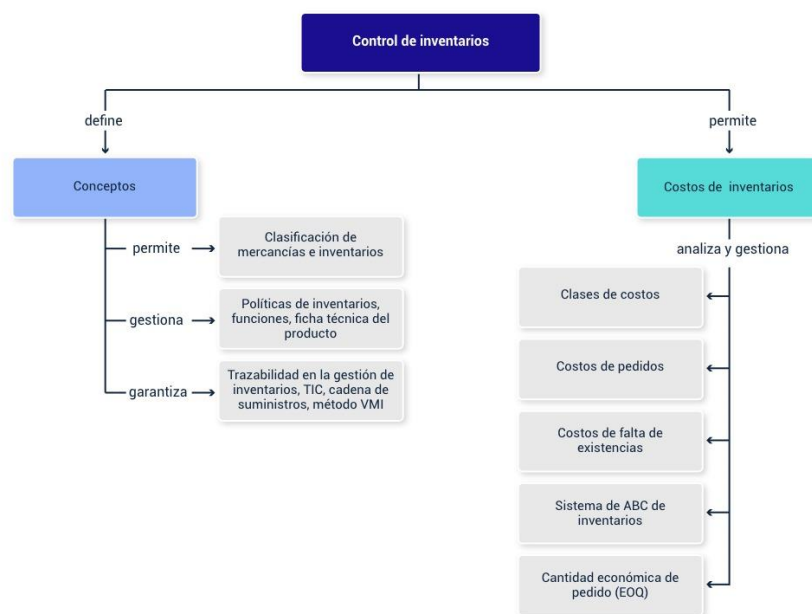 Control de inventarios
define
permite
Conceptos
Costos de inventarios
permite
Clasificación de
mercancías e inventarios
analiza y gestiona
gestiona
Políticas de inventarios,
funciones, ficha técnica del
producto
garantiza
Trazabilidad en la gestión de
inventarios, TIC, cadena de
suministros, método VMI
Clases de costos
Costos de pedidos
Costos de falta de
existencias
Sistema de ABC de
inventarios
Cantidad económica de
pedido (EOQ)